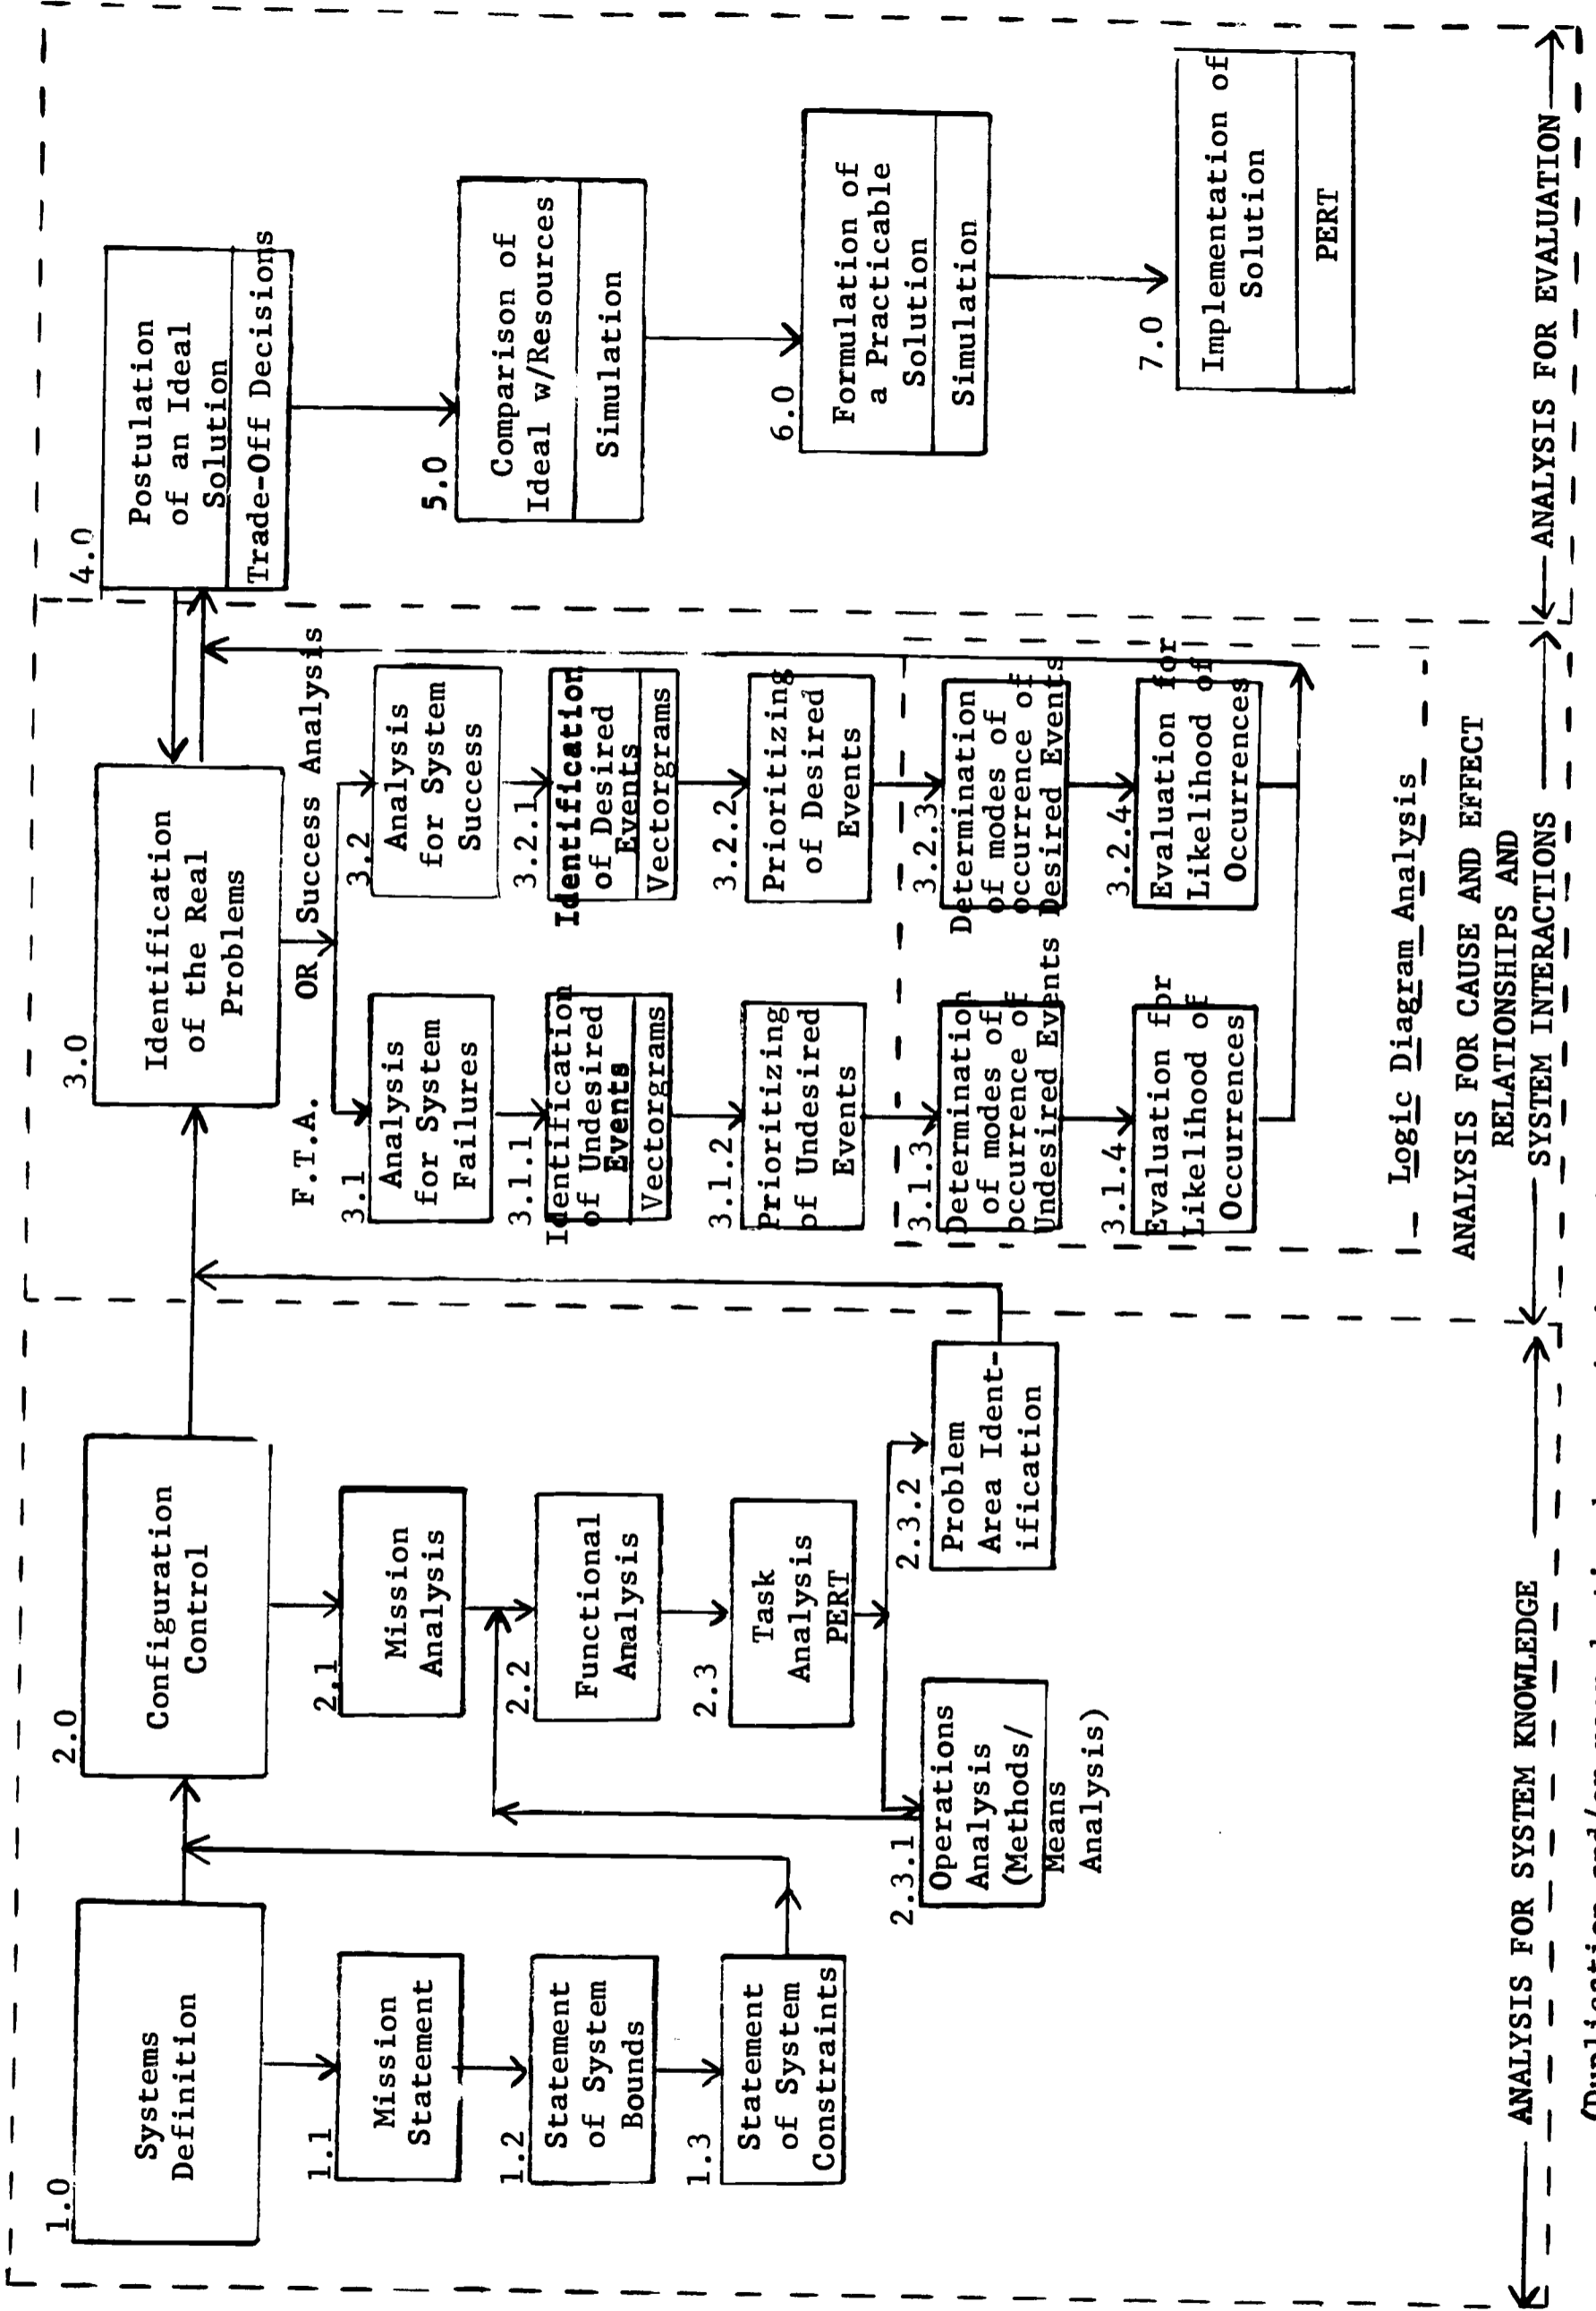 1.0
Systems
Definition
1.1
Mission
Statement
1.2
Statement
of System
Bounds
1.3
Statement
of System
Constraints
2.0
Configuration
Control
2.1
Mission
Analysis
2.2
Functional
Analysis
2.3
Task
Analysis
PERT
2.3.1
Operations
Analysis
(Methods/
Means
Analysis)
2.3.2
Problem
Area Ident-
ification
3.0
Identification
of the Real
Problems
F.T.A. OR Success Analysis
3.1
Analysis
for System
Failures
3.1.1
Identification
of Undesired
Events
Vectorgrams
3.1.2
Prioritizing
of Undesired
Events
3.1.3
Determination
of modes of
occurrence of
Undesired Events
3.1.4
Evaluation for
Likelihood of
Occurrences
3.2
Analysis
for System
Success
3.2.1
Identification
of Desired
Events
Vectorgrams
3.2.2
Prioritizing
of Desired
Events
3.2.3
Determination
of modes of
occurrence of
Desired Events
3.2.4
Evaluation for
Likelihood of
Occurrences
Logic Diagram Analysis
4.0
Postulation
of an Ideal
Solution
Trade-Off Decisions
5.0
Comparison of
Ideal w/Resources
Simulation
6.0
Formulation of
a Practicable
Solution
Simulation
7.0
Implementation of
Solution
PERT
ANALYSIS FOR SYSTEM KNOWLEDGE
ANALYSIS FOR CAUSE AND EFFECT
RELATIONSHIPS AND
SYSTEM INTERACTIONS
ANALYSIS FOR EVALUATION